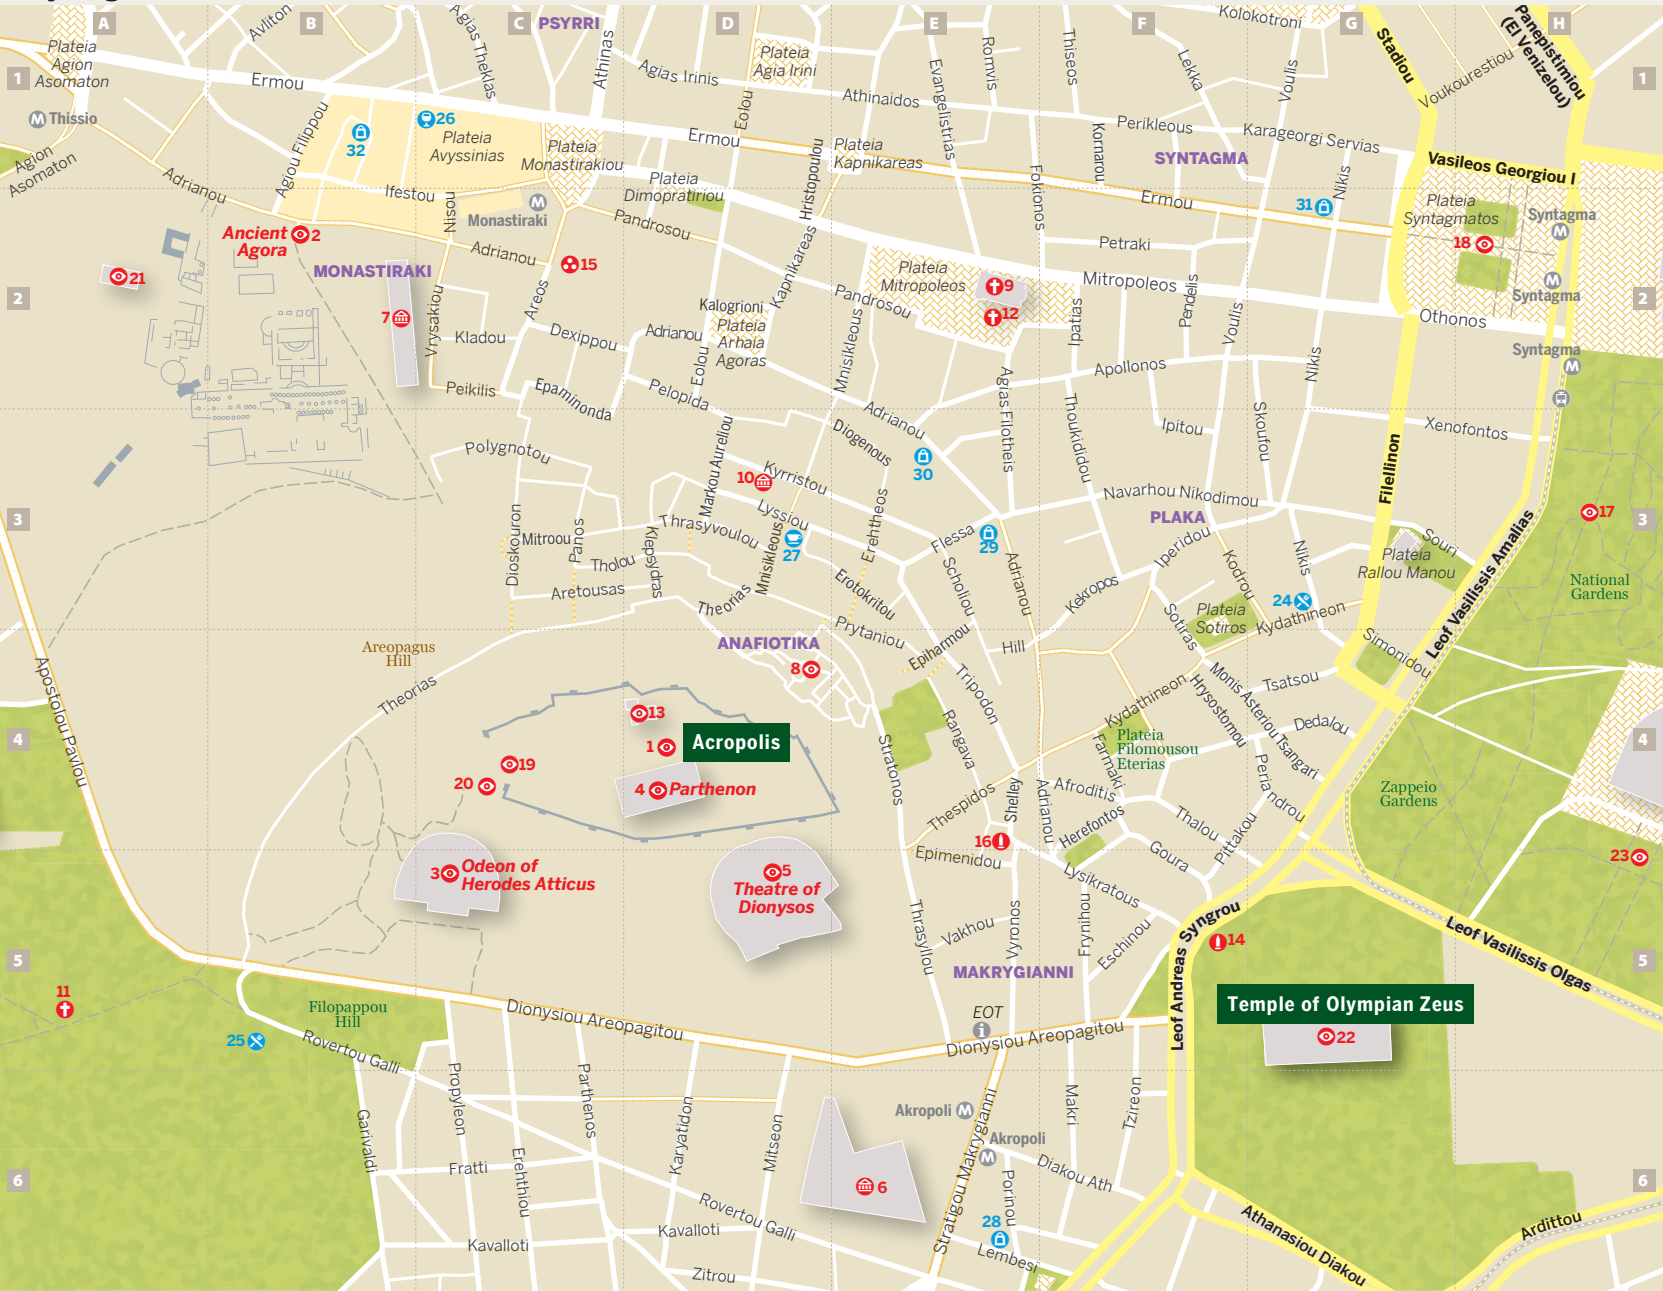 A
B
C
D
E
F
G
H
1
2
3
4
5
6
1
2
3
4
5
6
PSYRRI
Plateia
Agion
Asomaton
Avliton
Agias Theklas
Athinas
Agias Irinis
Plateia
Agia Irini
Romvis
Thiseos
Kolokotroni
Lekka
Voulis
Stadiou
Panepistimiou
(El Venizelou)
Voukourestiou
Ermou
Thissio
Agiou Filippou
32
26
Plateia
Avyssinias
Plateia
Monastirakiou
Eolou
Ermou
Athinaidos
Evangelistrias
Plateia
Kapnikareas
Perikleous
Karageorgi Servias
Kornarou
SYNTAGMA
Vasileos Georgiou I
Agion
Asomaton
Adrianou
Ifestou
Nisou
Monastiraki
Plateia
Dimopratiriou
Hristopoulou
Fokionos
Ermou
Nikis
31
Plateia
Syntagmatos
18
Syntagma
Syntagma
Syntagma
Ancient
Agora
2
21
MONASTIRAKI
Adrianou
15
Pandrosou
Kapnikareas
Plateia
Mitropoleos
9
12
Petraki
Mitropoleos
Pendelis
Voulis
Othonos
7
Vrysakiou
Areos
Kladou
Dexippou
Adrianou
Kalogrioni
Plateia
Arhaia
Agoras
Pandrosou
Mnisikleous
Ipatias
Apollonos
Nikis
Peikilis
Epaminonda
Pelopida
Eolou
Adrianou
Diogenous
Agias Filotheis
Thoukididou
Ipitou
Skoufou
Xenofontos
Polygnotou
Markou Aureliou
10
Kyrristou
30
Filellinon
Navarhou Nikodimou
PLAKA
17
National
Gardens
Lyssiou
27
Thrasyvoulou
Mnisikleous
Erehtheos
Flessa
29
Adrianou
Iperidou
Kodrou
Nikis
Plateia
Rallou Manou
Souri
Leof Vasilissis Amalias
Dioskouron
Mitroou
Panos
Tholou
Klepsydras
Aretousas
Theorias
Erotokritou
Scholiou
Kekropos
Sotiras
Plateia
Sotiros
24
Kydathineon
Simonidou
Areopagus
Hill
ANAFIOTIKA
8
Prytaniou
Epiharmou
Hill
Tripodon
Monis Asteriou
Tsangari
Hrysostomou
Tsatsou
Dedalou
Apostolou Pavlou
Theorias
13
1
Acropolis
4
Parthenon
19
20
Stratonos
Rangava
Kydathineon
Farmaki
Plateia
Filomousou
Eterias
Periandrou
Zappeio
Gardens
Thespidos
Shelley
Adrianou
Afroditis
Herefontos
Thalou
Pittakou
Goura
16
Epimenidou
Lysikratous
23
3
Odeon of
Herodes Atticus
5
Theatre of
Dionysos
Thrasyllou
Vakhou
Vyronos
Frynihou
Eschinou
Leof Andreas Syngrou
14
Leof Vasilissis Olgas
MAKRYGIANNI
11
Filopappou
Hill
25
Rovertou Galli
Dionysiou Areopagitou
EOT
Dionysiou Areopagitou
Temple of Olympian Zeus
22
Garivaldi
Propyleon
Parthenos
Karyatidon
Mitseon
Akropoli
Akropoli
Makri
Tzireon
Fratti
Erehthiou
Rovertou Galli
Kavalloti
Kavalloti
Zitrou
6
Stratigou Makrygianni
Porinou
Diakou Ath
28
Lembesi
Athanasiou Diakou
Ardittou